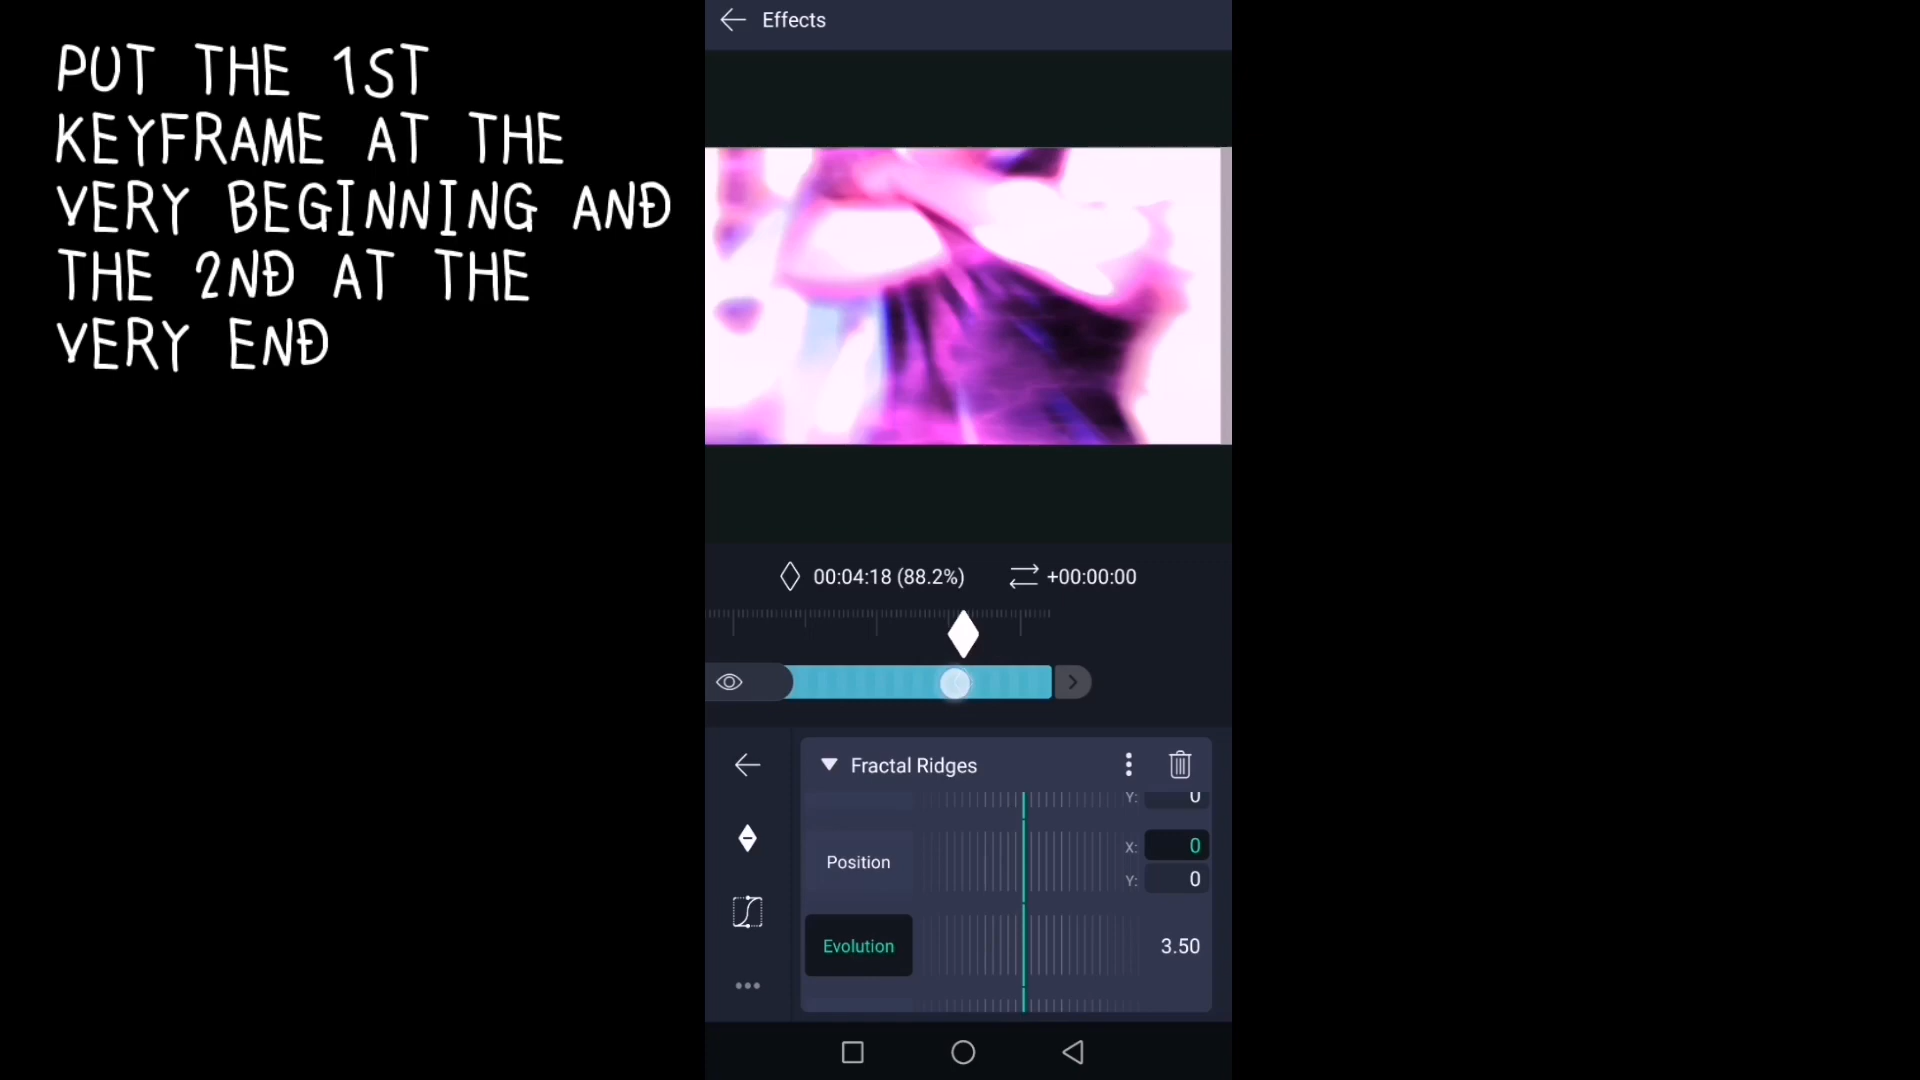 PUT THE 1ST
KEYFRAME AT THE
VERY BEGINNING AND
THE 2ND AT THE
VERY END
Effects
00:04:18 (88.2%) +00:00:00
Fractal Ridges
Y: 0
Position X: 0
Y: 0
Evolution 3.50